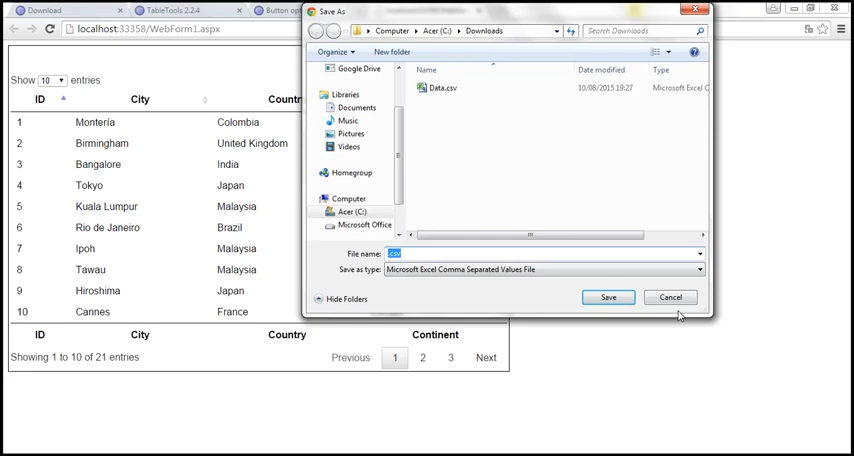 Download
TableTools 2.2.4
Button opt
localhost:33358/WebForm1.aspx
Save As
Computer
Acer (C:)
Downloads
Search Downloads
Organize
New folder
Google Drive
Libraries
Documents
Music
Pictures
Videos
Homegroup
Computer
Acer (C:)
Microsoft Office
Name
Date modified
Type
Data.csv
10/08/2015 19:27
Microsoft Excel C
File name:
.csv
Save as type:
Microsoft Excel Comma Separated Values File
Hide Folders
Save
Cancel
Show 10 entries
ID City Countr
1 Montería Colombia
2 Birmingham United Kingdom
3 Bangalore India
4 Tokyo Japan
5 Kuala Lumpur Malaysia
6 Rio de Janeiro Brazil
7 Ipoh Malaysia
8 Tawau Malaysia
9 Hiroshima Japan
10 Cannes France
ID City Country Continent
Showing 1 to 10 of 21 entries
Previous 1 2 3 Next